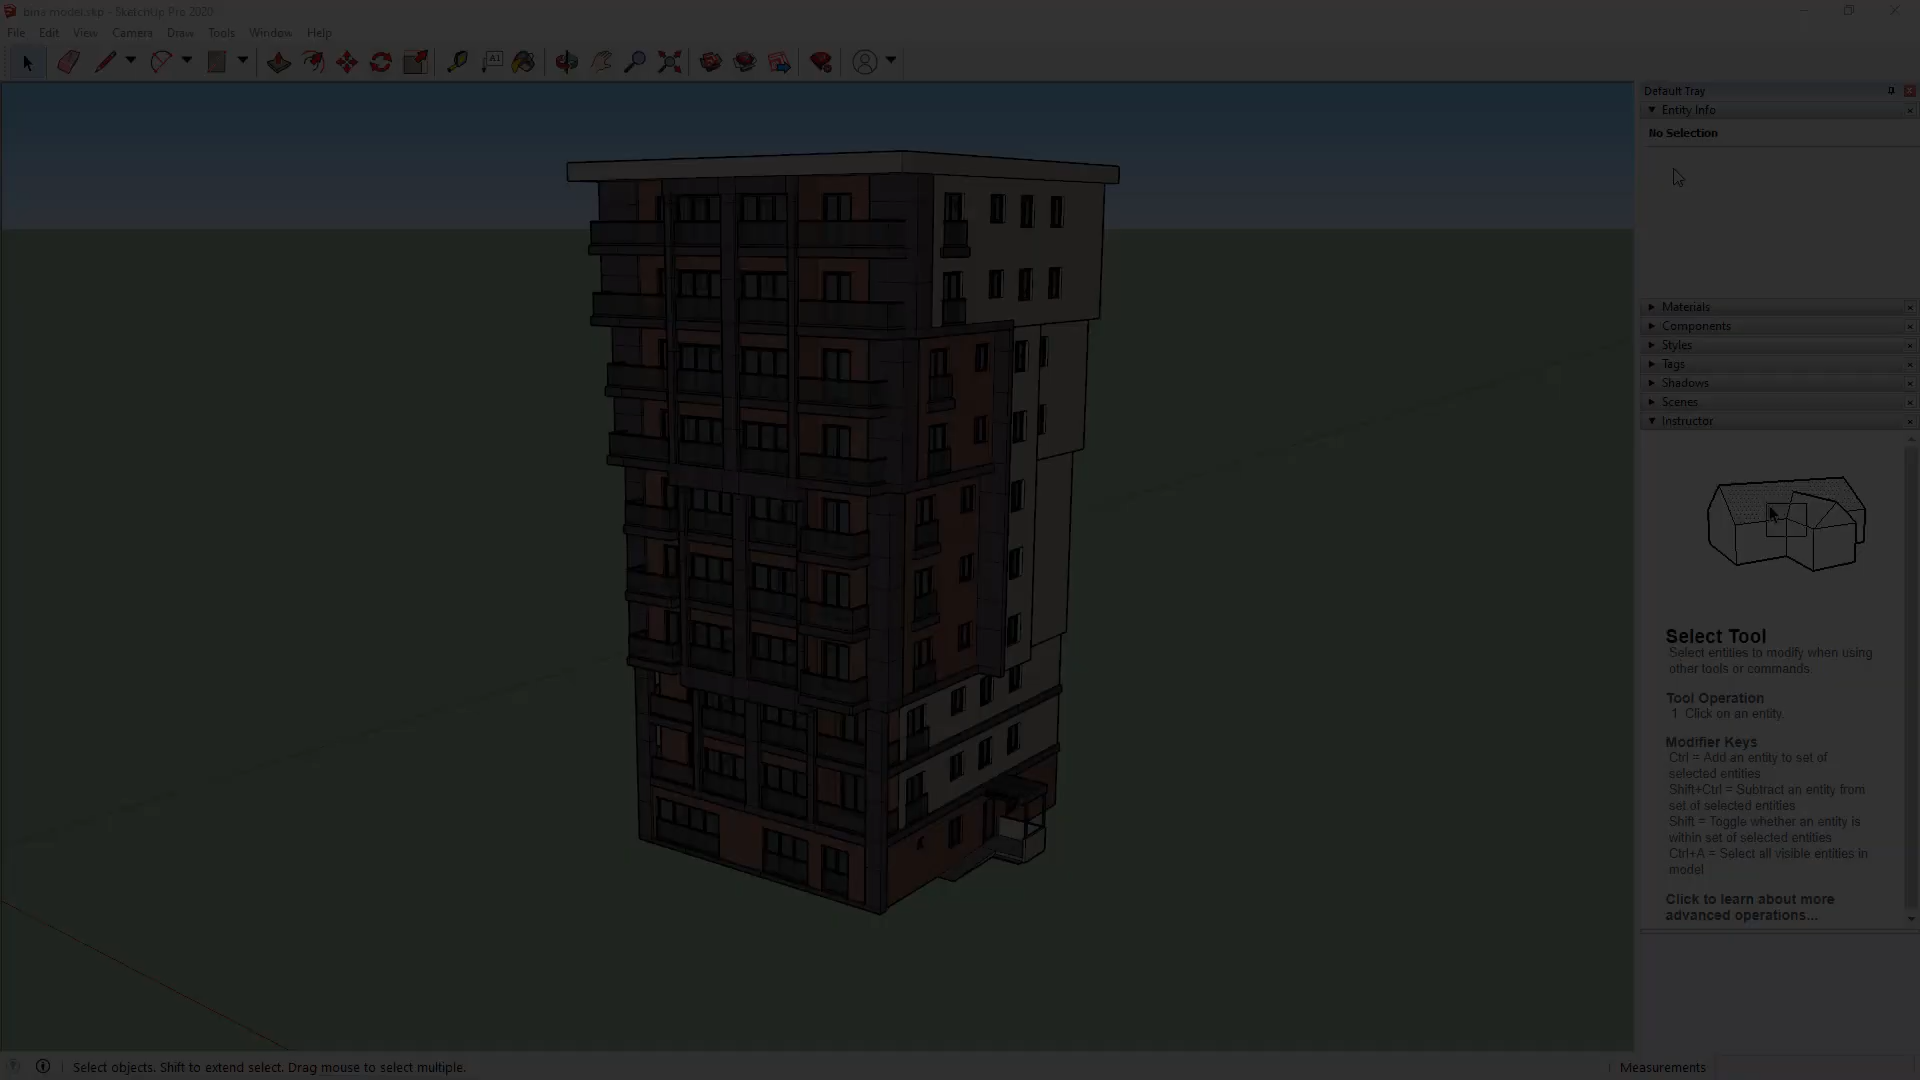 bina model.skp - SketchUp Pro 2020
File Edit View Camera Draw Tools Window Help
A1
Default Tray
Entity Info
No Selection
Materials
Components
Styles
Tags
Shadows
Scenes
Instructor
Select Tool
Select entities to modify when using
other tools or commands.
Tool Operation
1 Click on an entity.
Modifier Keys
Ctrl = Add an entity to set of
selected entities
Shift+Ctrl = Subtract an entity from
set of selected entities
Shift = Toggle whether an entity is
within set of selected entities
Ctrl+A = Select all visible entities in
model
Click to learn about more
advanced operations...
Select objects. Shift to extend select. Drag mouse to select multiple.
Measurements